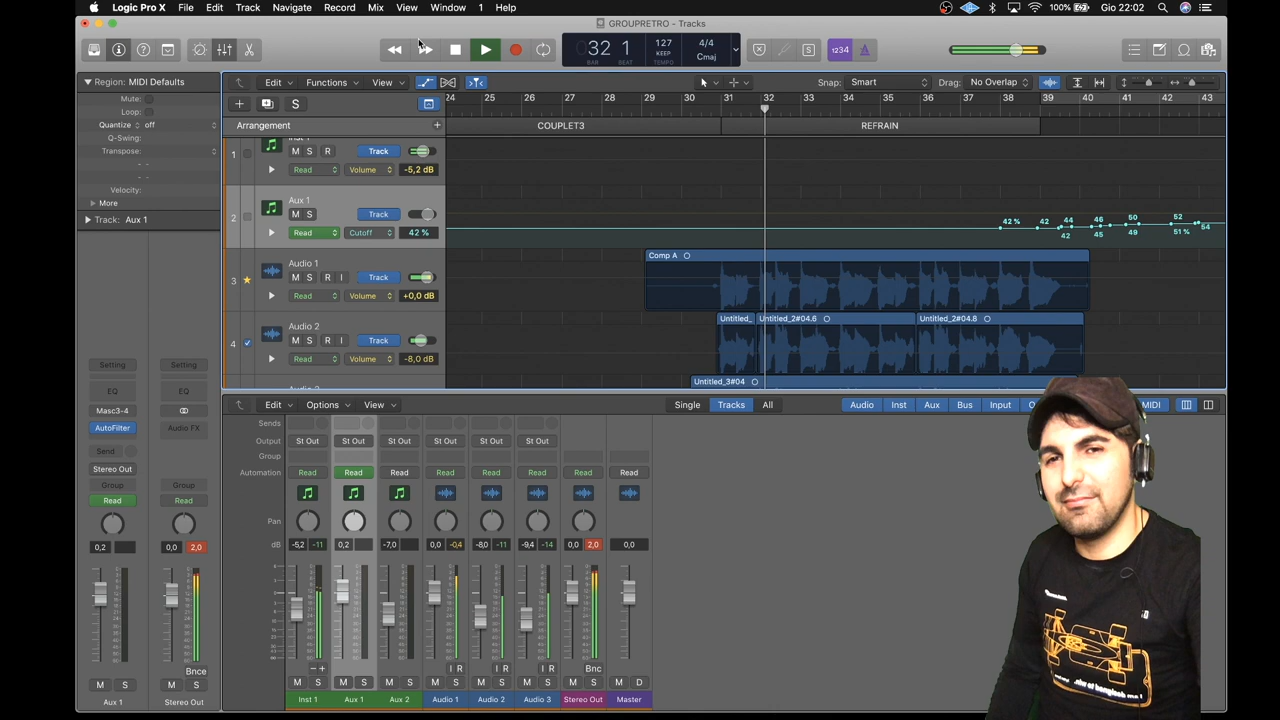 Logic Pro X File Edit Track Navigate Record Mix View Window 1 Help 100% Gio 22:02
GROUPRETRO - Tracks
32 1 127 4/4
KEEP Cmaj
BAR BEAT TEMPO
1234
Region: MIDI Defaults
Edit Functions View Snap: Smart Drag: No Overlap
Mute:
S 24 25 26 27 28 29 30 31 32 33 34 35 36 37 38 39 40 41 42 43
Loop:
Quantize off
Arrangement + COUPLET3 REFRAIN
Q-Swing:
Transpose:
1 M S R Track
Read Volume -5,2 dB
Velocity:
More
Track: Aux 1
Aux 1
2 M S Track
Read Cutoff 42 %
42 % 42 44 46 50 52
42 45 49 51 % 54
Audio 1
Comp A
3 M S R I Track
Read Volume +0,0 dB
Audio 2
Untitled_ Untitled_2#04.6 Untitled_2#04.8
4 M S R I Track
Read Volume -8,0 dB
Untitled_3#04
Setting Setting
EQ EQ
Masc3-4
AutoFilter Audio FX
Send
Stereo Out
Group Group
Read Read
0,2 0,0 2,0
Bnce
M S M S
Aux 1 Stereo Out
Edit Options View Single Tracks All Audio Inst Aux Bus Input MIDI
Sends
Output St Out St Out St Out St Out St Out St Out
Group
Automation Read Read Read Read Read Read Read Read
Pan
dB -5,2 -11 0,2 -7,0 0,0 -0,4 -8,0 -11 -9,4 -14 0,0 2,0 0,0
- + I R I R I R Bnc
M S M S M S M S M S M S M S M D
Inst 1 Aux 1 Aux 2 Audio 1 Audio 2 Audio 3 Stereo Out Master